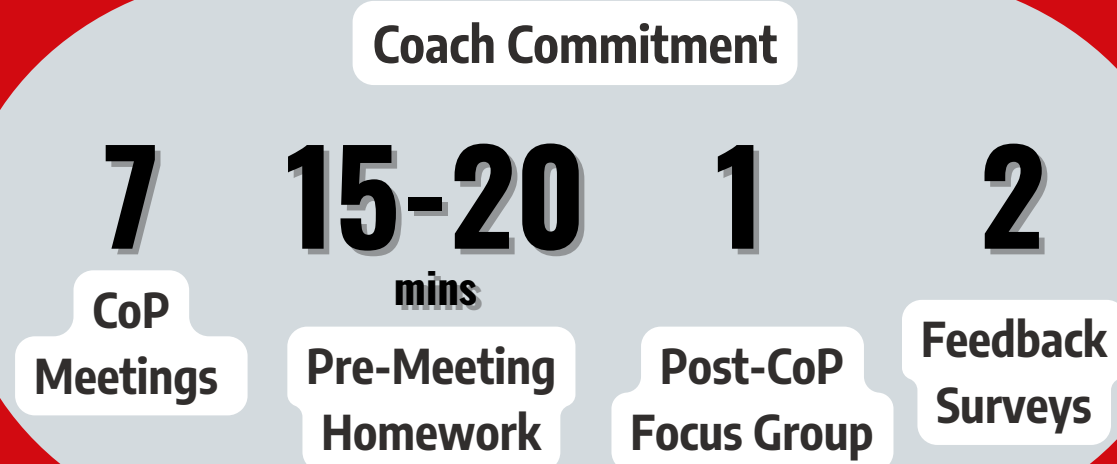 Coach Commitment
7
CoP
Meetings
15-20
mins
Pre-Meeting
Homework
1
Post-CoP
Focus Group
2
Feedback
Surveys